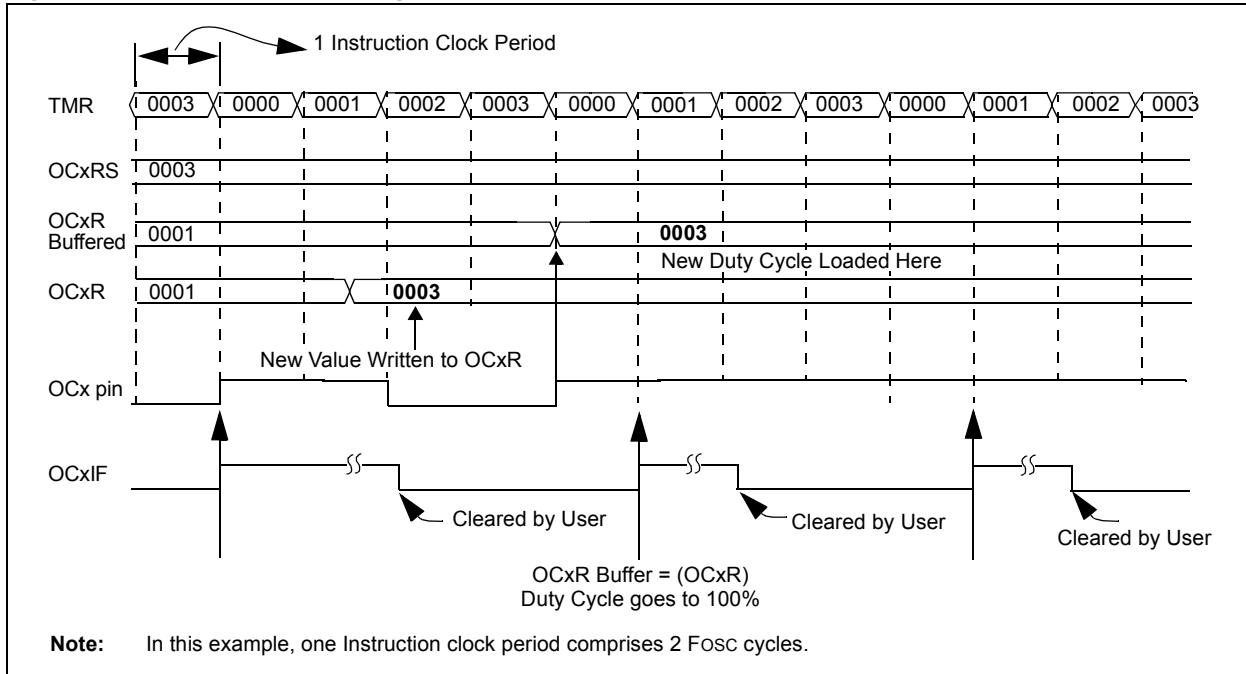 1 Instruction Clock Period
TMR 0003 0000 0001 0002 0003 0000 0001 0002 0003 0000 0001 0002 0003
OCxRS 0003
OCxR
Buffered 0001 0003
New Duty Cycle Loaded Here
OCxR 0001 0003
New Value Written to OCxR
OCx pin
OCxIF
Cleared by User Cleared by User Cleared by User
OCxR Buffer = (OCxR)
Duty Cycle goes to 100%
Note: In this example, one Instruction clock period comprises 2 FOSC cycles.